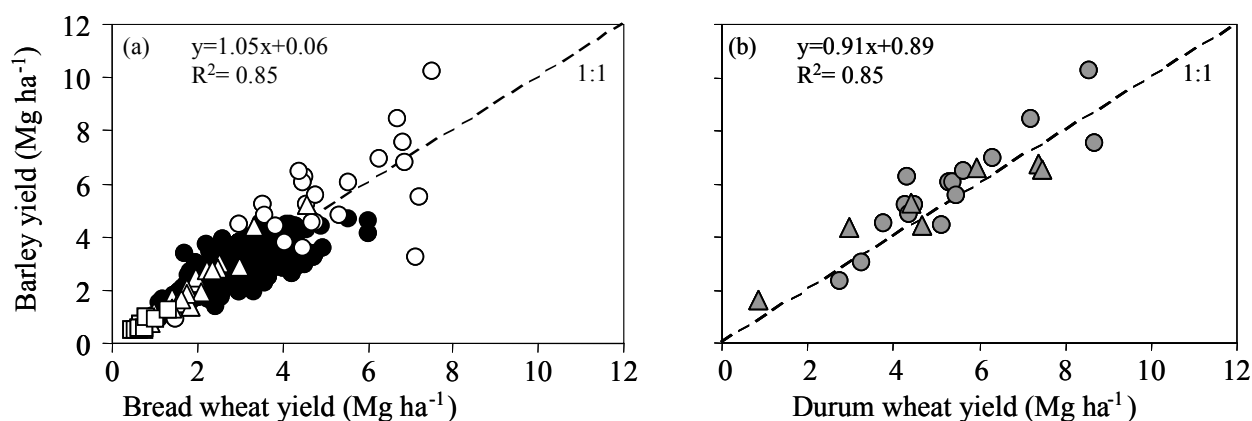 (a)
y=1.05x+0.06
R²= 0.85
1:1
12
10
8
6
4
2
0
Barley yield (Mg ha⁻¹)
0 2 4 6 8 10 12
Bread wheat yield (Mg ha⁻¹)
(b)
y=0.91x+0.89
R²= 0.85
1:1
0 2 4 6 8 10 12
Durum wheat yield (Mg ha⁻¹)